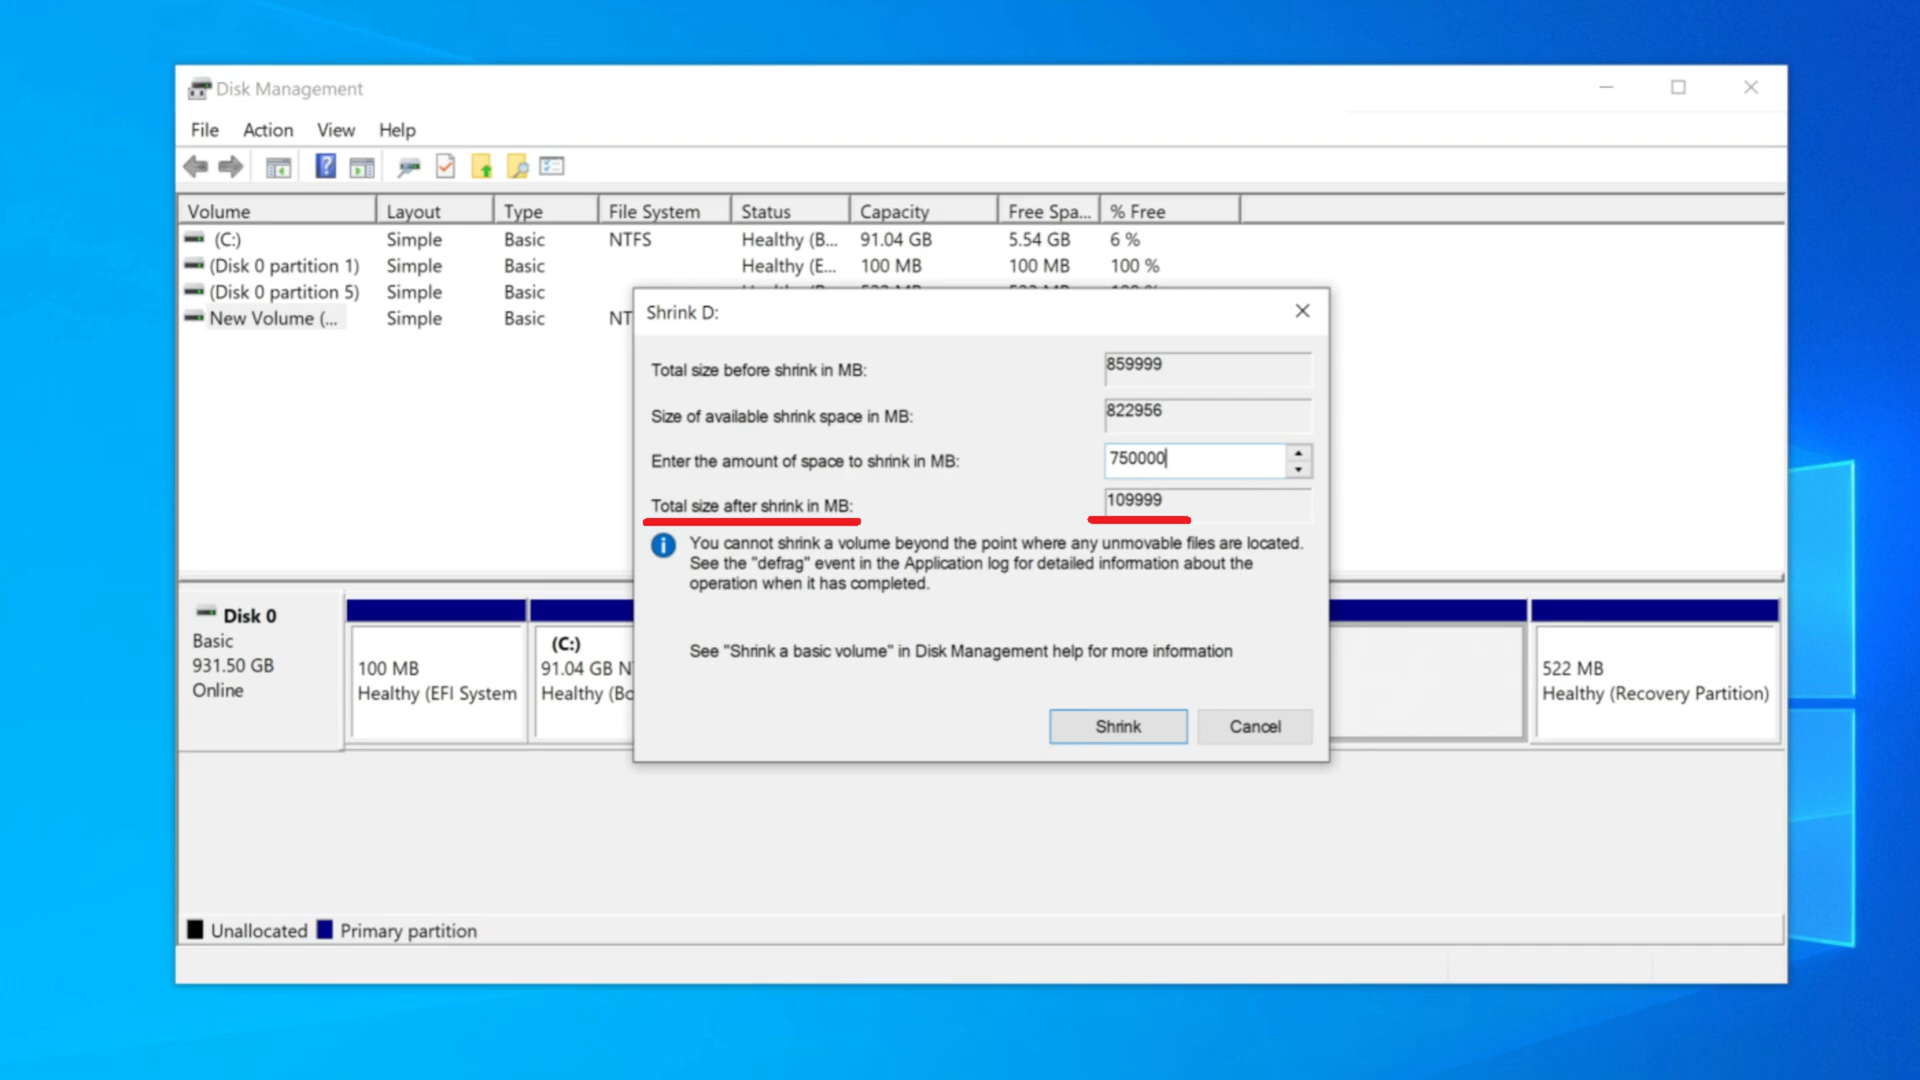 Disk Management
File Action View Help
Volume Layout Type File System Status Capacity Free Spa... % Free
(C:) Simple Basic NTFS Healthy (B... 91.04 GB 5.54 GB 6 %
(Disk 0 partition 1) Simple Basic Healthy (E... 100 MB 100 MB 100 %
(Disk 0 partition 5) Simple Basic
New Volume (... Simple Basic NT
Shrink D:
Total size before shrink in MB: 859999
Size of available shrink space in MB: 822956
Enter the amount of space to shrink in MB: 750000
Total size after shrink in MB: 109999
You cannot shrink a volume beyond the point where any unmovable files are located.
See the "defrag" event in the Application log for detailed information about the
operation when it has completed.
See "Shrink a basic volume" in Disk Management help for more information
Shrink Cancel
Disk 0
Basic
931.50 GB
Online
100 MB
Healthy (EFI System
(C:)
91.04 GB N
Healthy (Bo
522 MB
Healthy (Recovery Partition)
Unallocated Primary partition